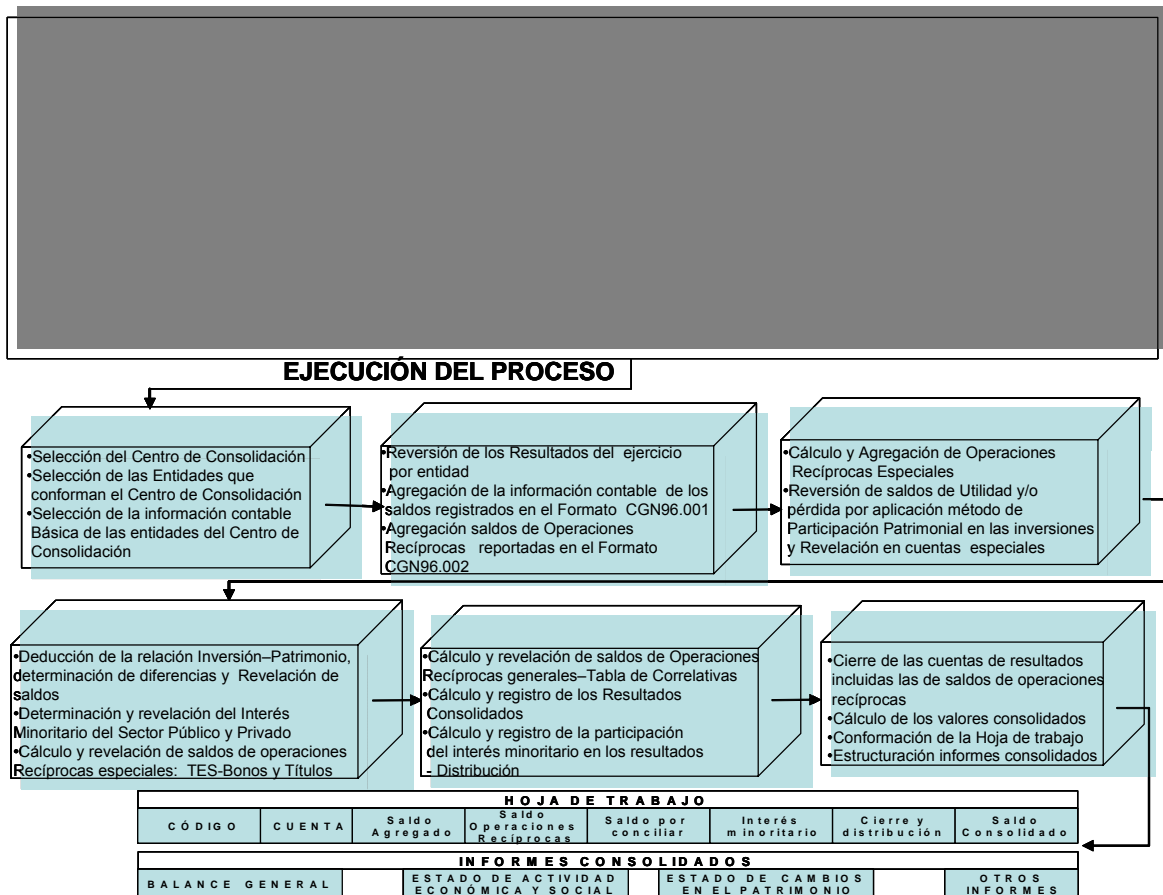 EJECUCIÓN DEL PROCESO
•Selección del Centro de Consolidación
•Selección de las Entidades que
conforman el Centro de Consolidación
•Selección de la información contable
Básica de las entidades del Centro de
Consolidación
•Reversión de los Resultados del ejercicio
por entidad
•Agregación de la información contable de los
saldos registrados en el Formato CGN96.001
•Agregación saldos de Operaciones
Recíprocas reportadas en el Formato
CGN96.002
•Cálculo y Agregación de Operaciones
Recíprocas Especiales
•Reversión de saldos de Utilidad y/o
pérdida por aplicación método de
Participación Patrimonial en las inversiones
y Revelación en cuentas especiales
•Deducción de la relación Inversión–Patrimonio,
determinación de diferencias y Revelación de
saldos
•Determinación y revelación del Interés
Minoritario del Sector Público y Privado
•Cálculo y revelación de saldos de operaciones
Recíprocas especiales: TES-Bonos y Títulos
•Cálculo y revelación de saldos de Operaciones
Recíprocas generales–Tabla de Correlativas
•Cálculo y registro de los Resultados
Consolidados
•Cálculo y registro de la participación
del interés minoritario en los resultados
- Distribución
•Cierre de las cuentas de resultados
incluidas las de saldos de operaciones
recíprocas
•Cálculo de los valores consolidados
•Conformación de la Hoja de trabajo
•Estructuración informes consolidados
HOJA DE TRABAJO
CÓDIGO
CUENTA
Saldo
Agregado
Saldo
Operaciones
Recíprocas
Saldo por
conciliar
Interés
minoritario
Cierre y
distribución
Saldo
Consolidado
INFORMES CONSOLIDADOS
BALANCE GENERAL
ESTADO DE ACTIVIDAD
ECONÓMICA Y SOCIAL
ESTADO DE CAMBIOS
EN EL PATRIMONIO
OTROS
INFORMES